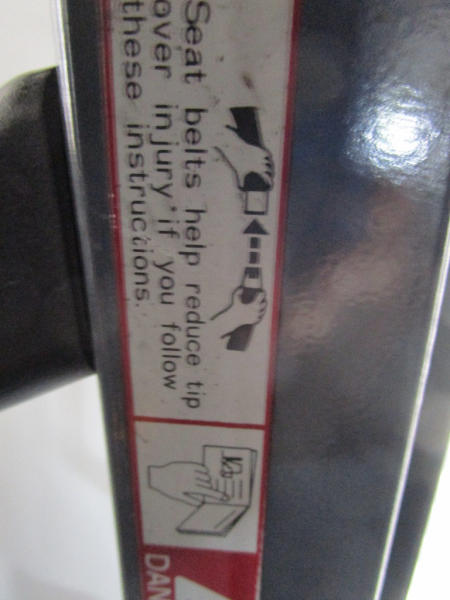 Seat belts help reduce tip
over injury if you follow
these instructions.
DAN